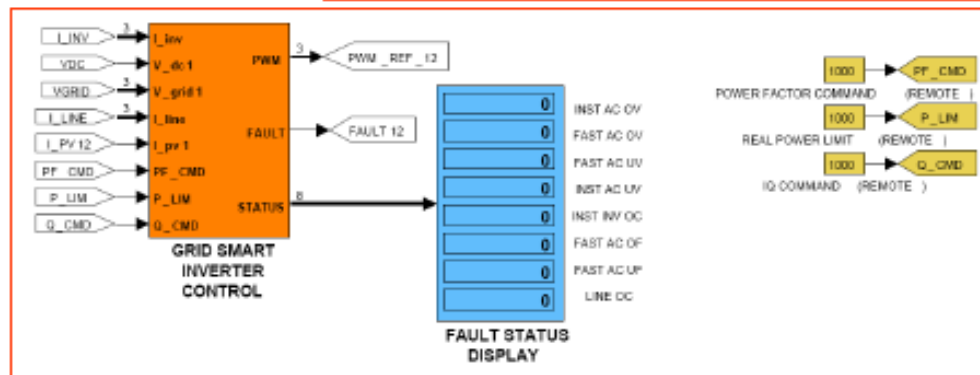 I_INV
VDC
VGRID
I_LINE
I_PV 12
PF_CMD
P_LIM
Q_CMD
3
3
3
I_inv
V_dc1
V_grid1
I_line
I_pv 1
PF_CMD
P_LIM
Q_CMD
PWM
FAULT
STATUS
GRID SMART
INVERTER
CONTROL
3
PWM_REF_12
FAULT 12
8
0
0
0
0
0
0
0
0
INST AC OV
FAST AC OV
FAST AC UV
INST AC UV
INST INV OC
FAST AC OF
FAST AC UF
LINE OC
FAULT STATUS
DISPLAY
1000 PF_CMD
POWER FACTOR COMMAND (REMOTE )
1000 P_LIM
REAL POWER LIMIT (REMOTE )
1000 Q_CMD
IQ COMMAND (REMOTE )